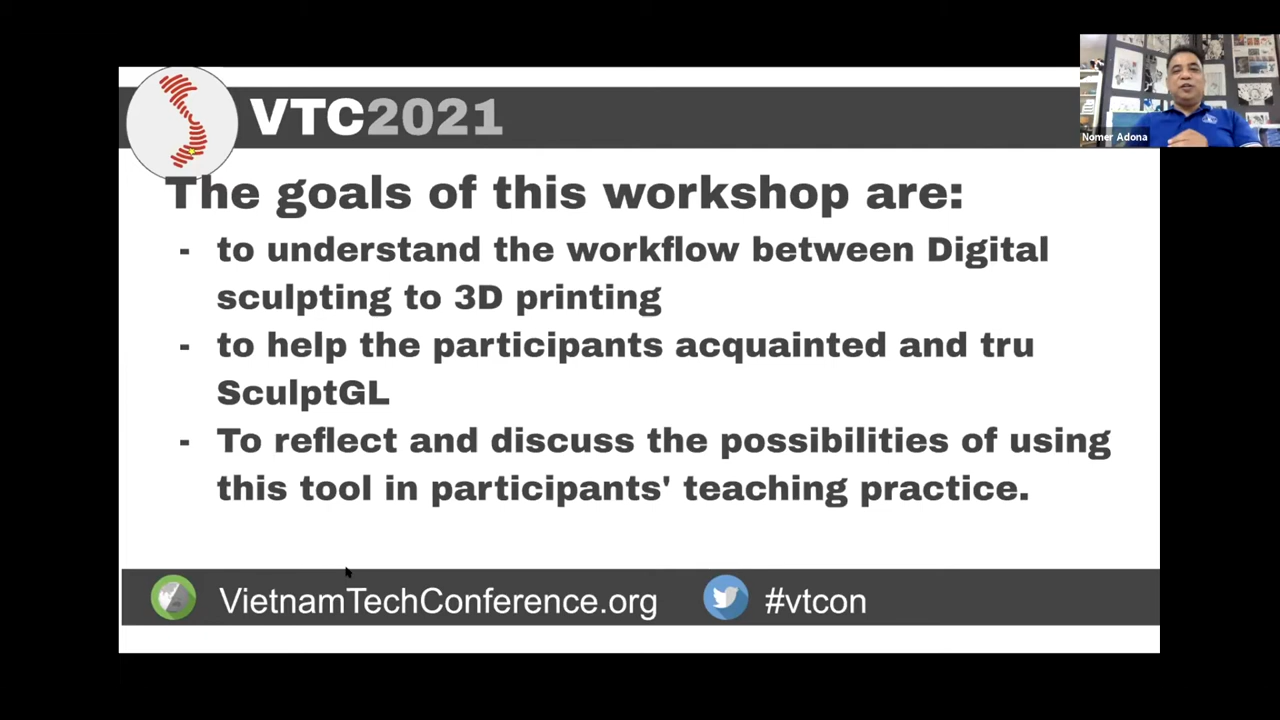 VTC2021
Nomer Adona
The goals of this workshop are:
- to understand the workflow between Digital
sculpting to 3D printing
- to help the participants acquainted and tru
SculptGL
- To reflect and discuss the possibilities of using
this tool in participants' teaching practice.
VietnamTechConference.org
#vtcon